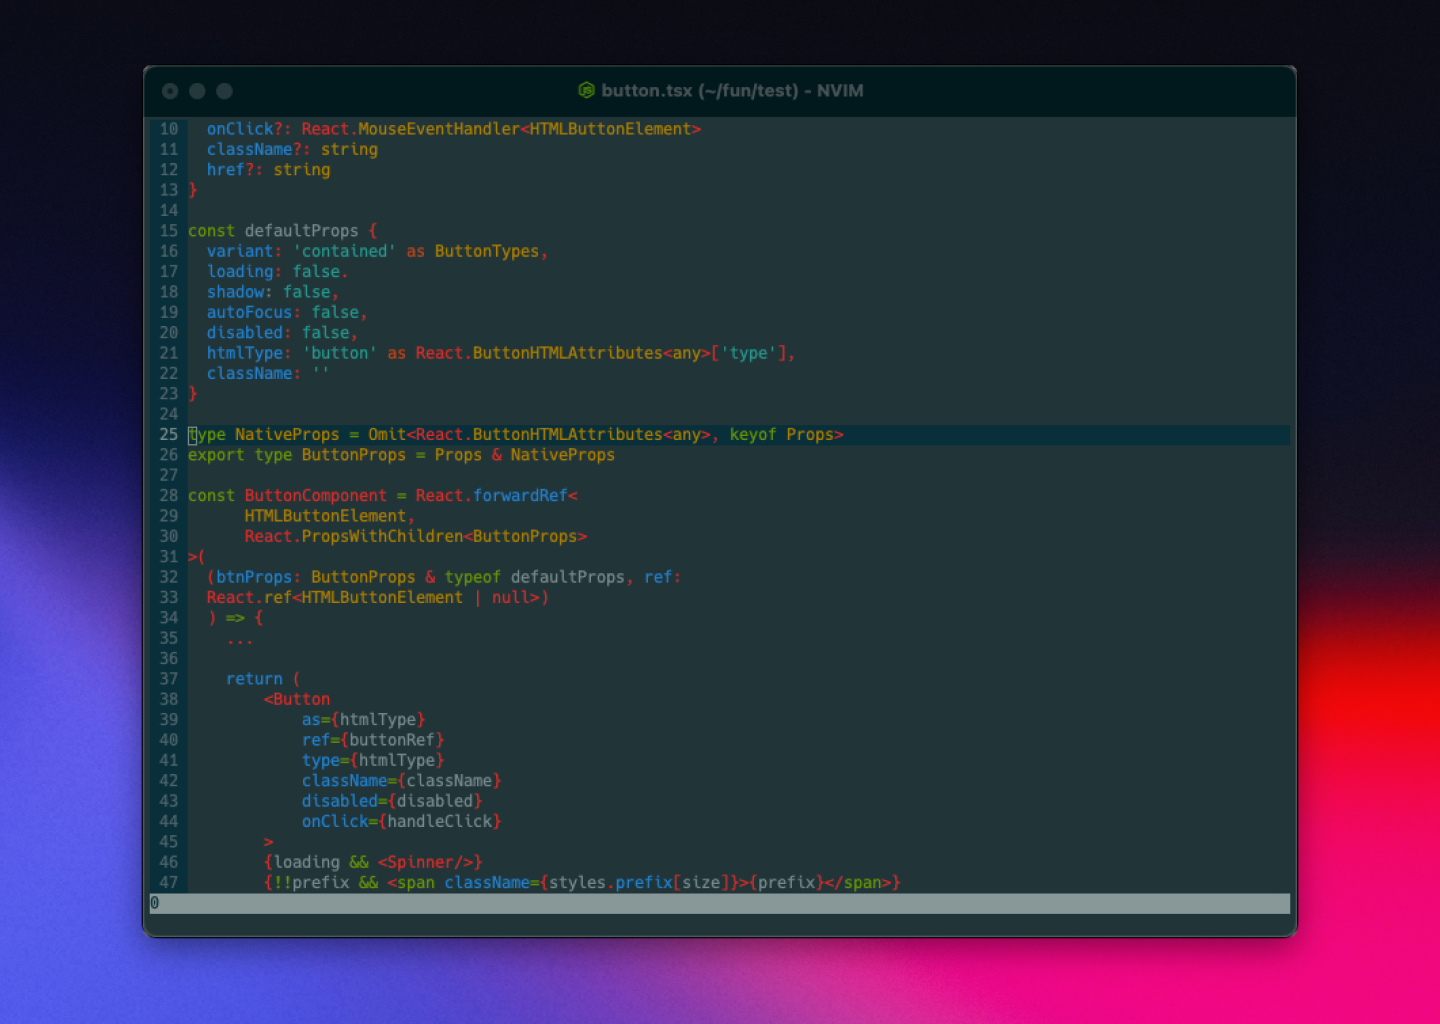 button.tsx (~/fun/test) - NVIM
10   onClick?: React.MouseEventHandler<HTMLButtonElement>
11   className?: string
12   href?: string
13 }
14
15 const defaultProps {
16   variant: 'contained' as ButtonTypes,
17   loading: false.
18   shadow: false,
19   autoFocus: false,
20   disabled: false,
21   htmlType: 'button' as React.ButtonHTMLAttributes<any>['type'],
22   className: ''
23 }
24
25 type NativeProps = Omit<React.ButtonHTMLAttributes<any>, keyof Props>
26 export type ButtonProps = Props & NativeProps
27
28 const ButtonComponent = React.forwardRef<
29       HTMLButtonElement,
30       React.PropsWithChildren<ButtonProps>
31 >(
32   (btnProps: ButtonProps & typeof defaultProps, ref:
33   React.ref<HTMLButtonElement | null>)
34   ) => {
35     ...
36
37     return (
38         <Button
39             as={htmlType}
40             ref={buttonRef}
41             type={htmlType}
42             className={className}
43             disabled={disabled}
44             onClick={handleClick}
45         >
46         {loading && <Spinner/>}
47         {!!prefix && <span className={styles.prefix[size]}>{prefix}</span>}
0